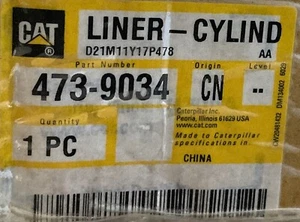 CAT
®
LINER-CYLIND
D21M11Y17P478
AA
Part Number
Origin
Level
473-9034
CN
--
Caterpillar Inc.
Peoria, Illinois 61629 USA
www.cat.com
Quantity
1 PC
Made to Caterpillar
specifications in.
CHINA